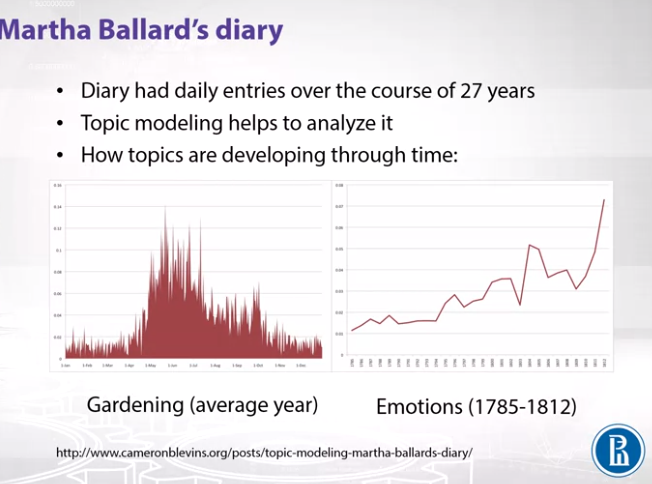 Martha Ballard's diary
• Diary had daily entries over the course of 27 years
• Topic modeling helps to analyze it
• How topics are developing through time:
Gardening (average year)
Emotions (1785-1812)
http://www.cameronblevins.org/posts/topic-modeling-martha-ballards-diary/